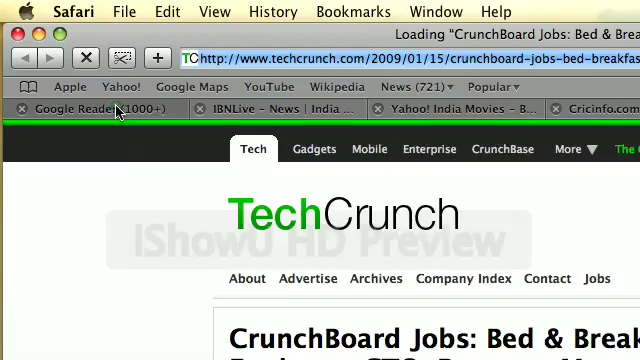 Safari File Edit View History Bookmarks Window Help
Loading "CrunchBoard Jobs: Bed & Brea
TC http://www.techcrunch.com/2009/01/15/crunchboard-jobs-bed-breakfas
Apple Yahoo! Google Maps YouTube Wikipedia News (721) Popular
Google Reader (1000+) IBNLive - News | India ... Yahoo! India Movies - B... Cricinfo.com
Tech Gadgets Mobile Enterprise CrunchBase More The
TechCrunch
IShowU HD Preview
About Advertise Archives Company Index Contact Jobs
CrunchBoard Jobs: Bed & Break